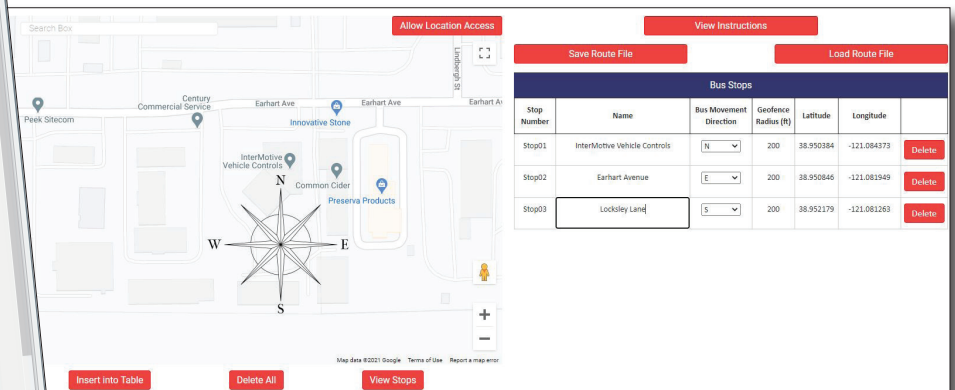 Search Box
Allow Location Access
Lindbergh St
Peek Sitecom
Century
Commercial Service
Earhart Ave
Earhart Ave
Earhart Av
Innovative Stone
InterMotive
Vehicle Controls
Common Cider
Preserva Products
N
W
E
S
Map data ©2021 Google Terms of Use Report a map error
Insert Into Table
Delete All
View Stops
View Instructions
Save Route File
Load Route File
Bus Stops
Stop Number Name Bus Movement Direction Geofence Radius (ft) Latitude Longitude
Stop01 InterMotive Vehicle Controls N 200 38.950384 -121.084373 Delete
Stop02 Earhart Avenue E 200 38.950846 -121.081949 Delete
Stop03 Locksley Lane S 200 38.952179 -121.081263 Delete